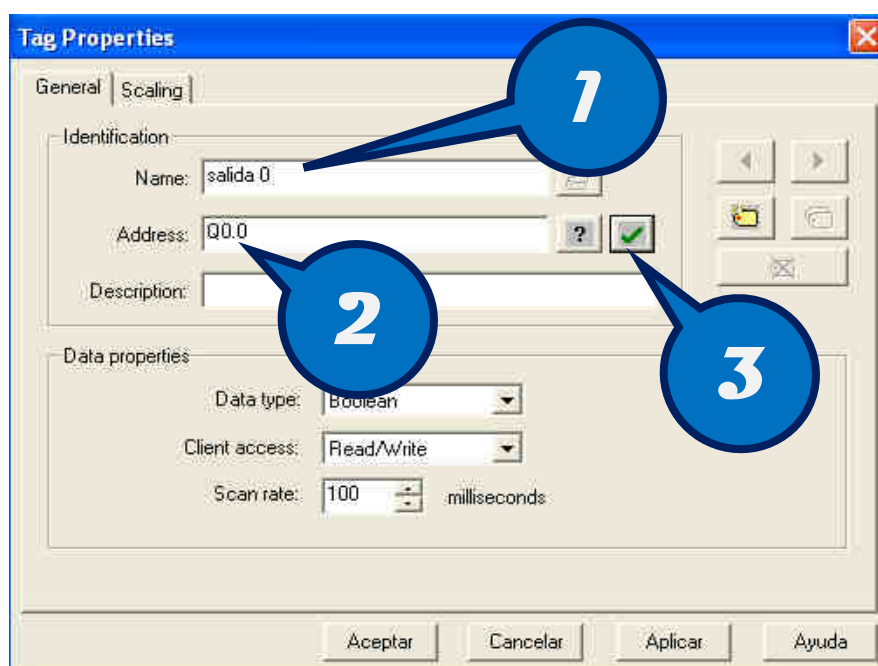 Tag Properties
General Scaling
1
Identification
Name: salida 0
Address: Q0.0 ?
Description:
2
3
Data properties
Data type: Boolean
Client access: Read/Write
Scan rate: 100 milliseconds
Aceptar Cancelar Aplicar Ayuda